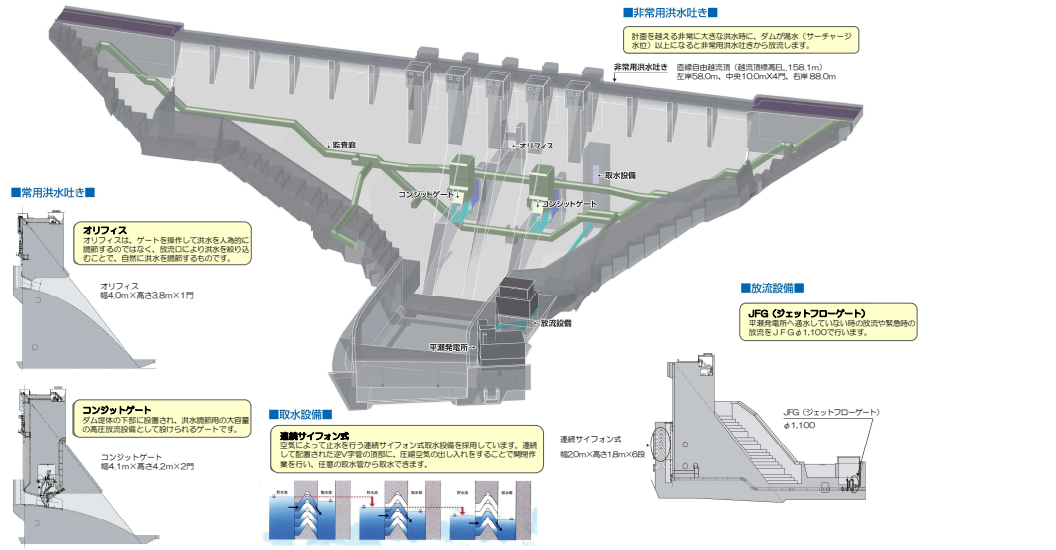 ■非常用洪水吐き■
計画を越える非常に大きな洪水時に、ダムが満水（サーチャージ
水位）以上になると非常用洪水吐きから放流します。
非常用洪水吐き 直線自由越流頂（越流頂標高EL.158.1m）
左岸58.0m、中央10.0m×4門、右岸 88.0m
↓監査廊
←オリフィス
←取水設備
コンジットゲート↓
↓コンジットゲート
←放流設備
平瀬発電所→
■常用洪水吐き■
オリフィス
オリフィスは、ゲートを操作して洪水を人為的に
調節するのではなく、放流口により洪水を絞り込
むことで、自然に洪水を調節するものです。
オリフィス
幅4.0m×高さ3.8m×1門
コンジットゲート
ダム堤体の下部に設置され、洪水調節用の大容量
の高圧放流設備として設けられるゲートです。
コンジットゲート
幅4.1m×高さ4.2m×2門
■取水設備■
連続サイフォン式
空気によって止水を行う連続サイフォン式取水設備を採用しています。連続
して配置された逆V字管の頂部に、圧縮空気の出し入れをすることで開閉作
業を行い、任意の取水管から取水できます。
貯水池 取水塔 貯水池 取水塔 貯水池 取水塔
■放流設備■
JFG（ジェットフローゲート）
平瀬発電所へ通水していない時の放流や緊急時の
放流をＪＦＧφ1,100で行います。
JFG（ジェットフローゲート）
φ1,100
連続サイフォン式
幅2.0m×高さ1.8m×6段